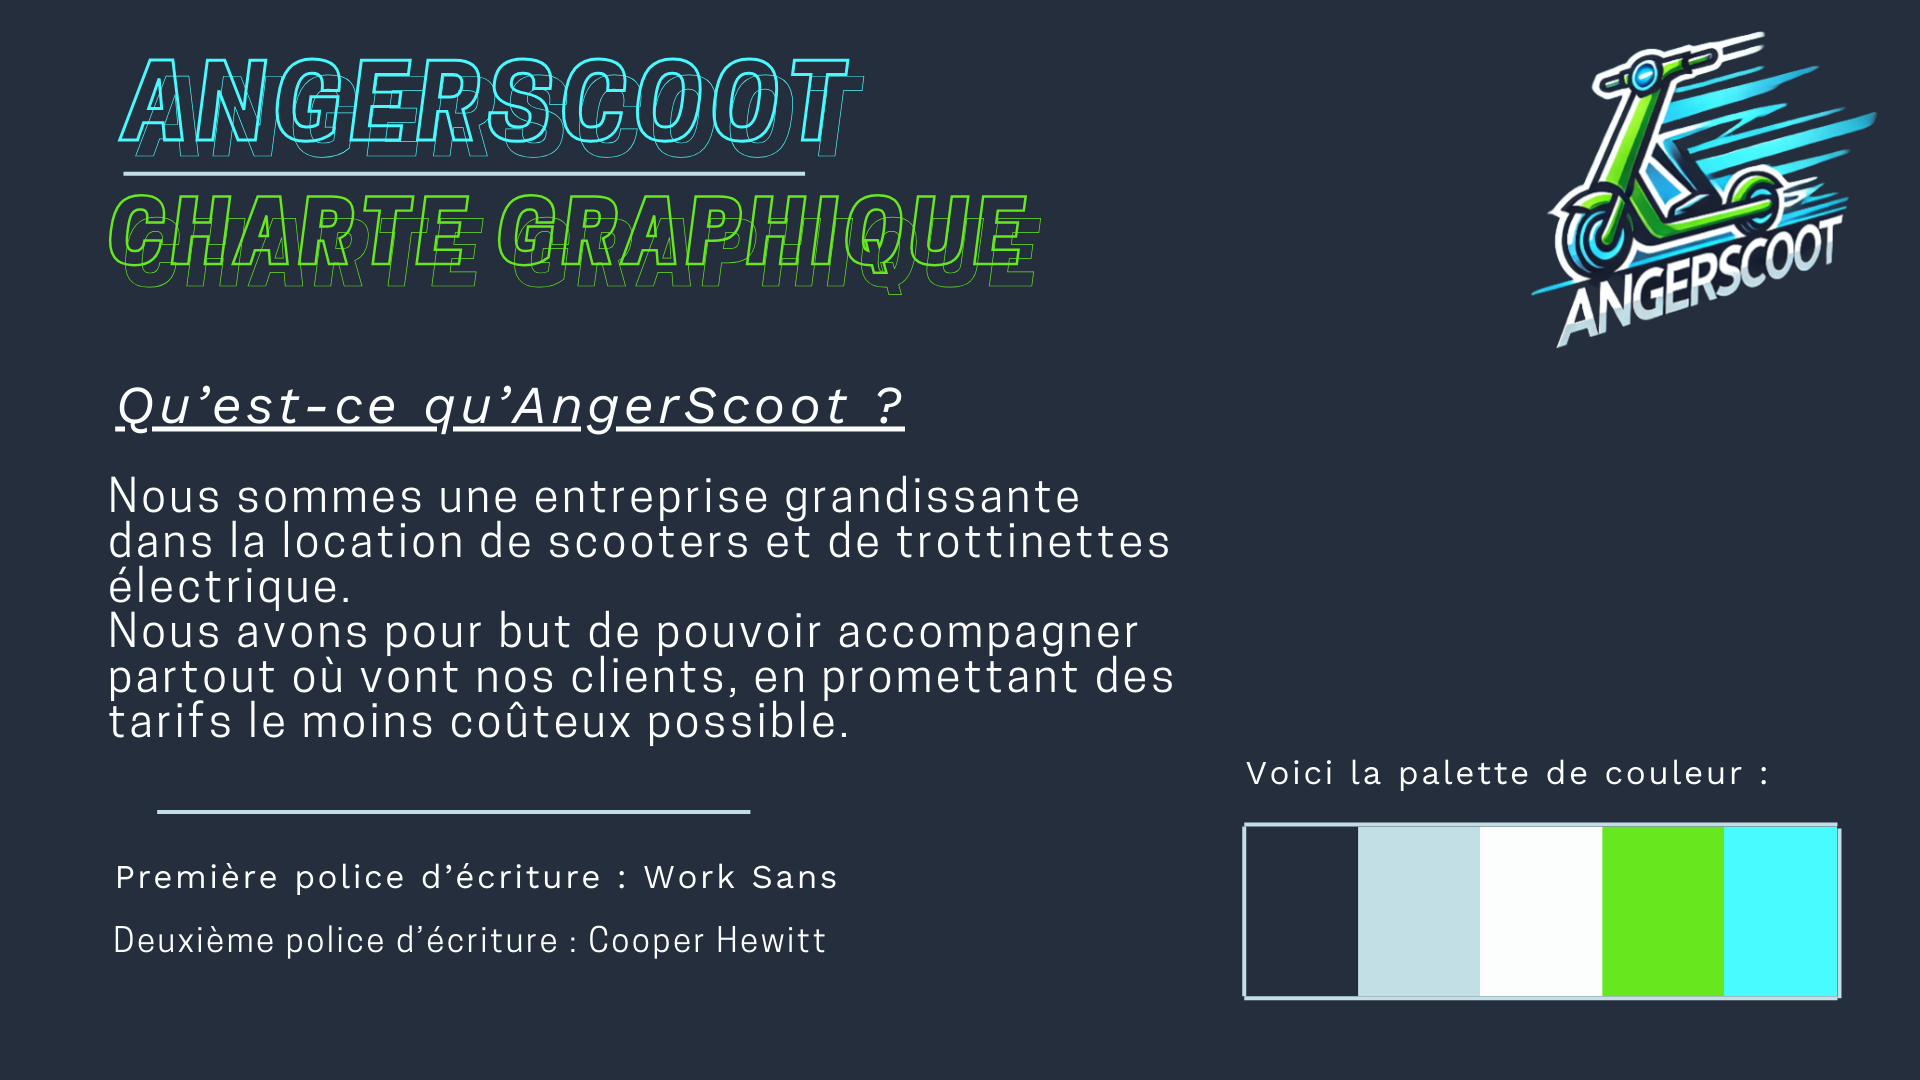 ANGERSCOOT
CHARTE GRAPHIQUE
ANGERSCOOT
Qu’est-ce qu’AngerScoot ?
Nous sommes une entreprise grandissante
dans la location de scooters et de trottinettes
électrique.
Nous avons pour but de pouvoir accompagner
partout où vont nos clients, en promettant des
tarifs le moins coûteux possible.
Voici la palette de couleur :
Première police d’écriture : Work Sans
Deuxième police d’écriture : Cooper Hewitt